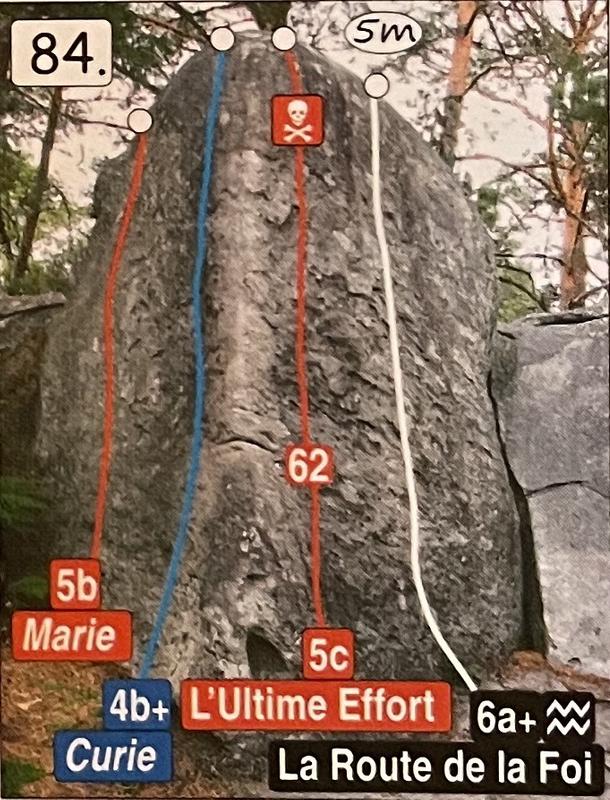 84.
5m
62
5b
Marie
5c
L'Ultime Effort
4b+
Curie
6a+
La Route de la Foi